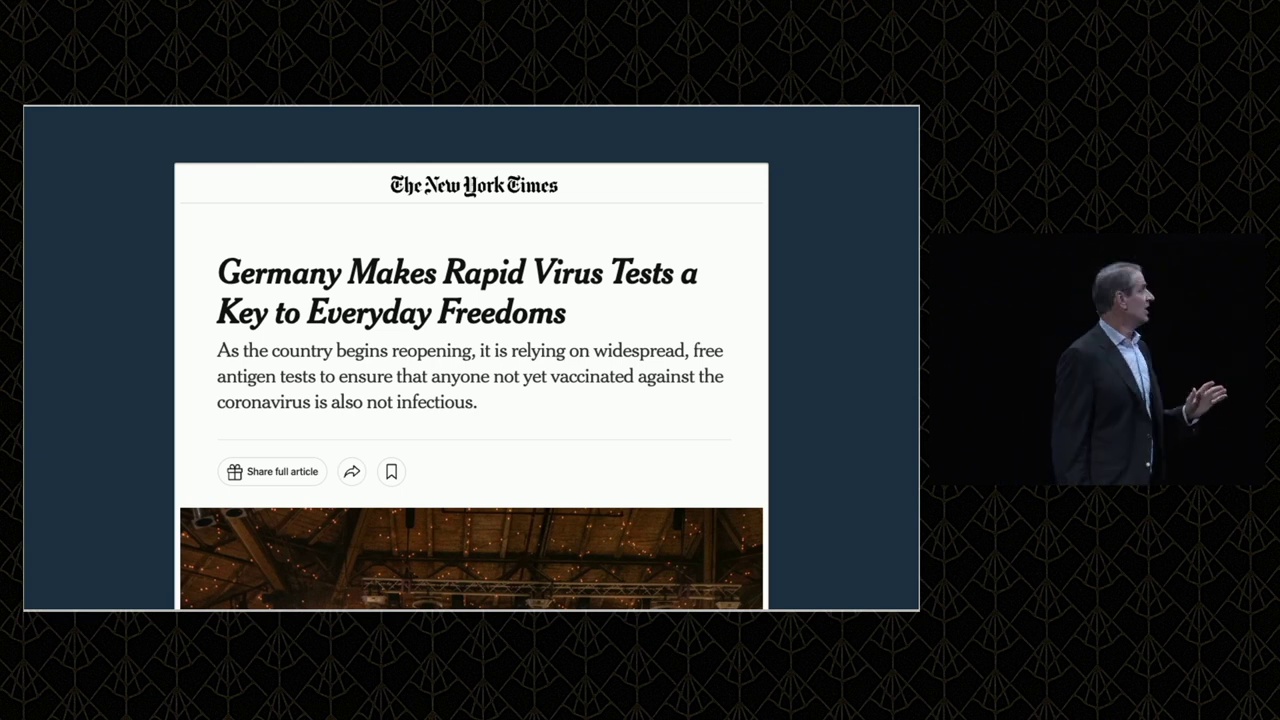 The New York Times
Germany Makes Rapid Virus Tests a
Key to Everyday Freedoms
As the country begins reopening, it is relying on widespread, free
antigen tests to ensure that anyone not yet vaccinated against the
coronavirus is also not infectious.
Share full article